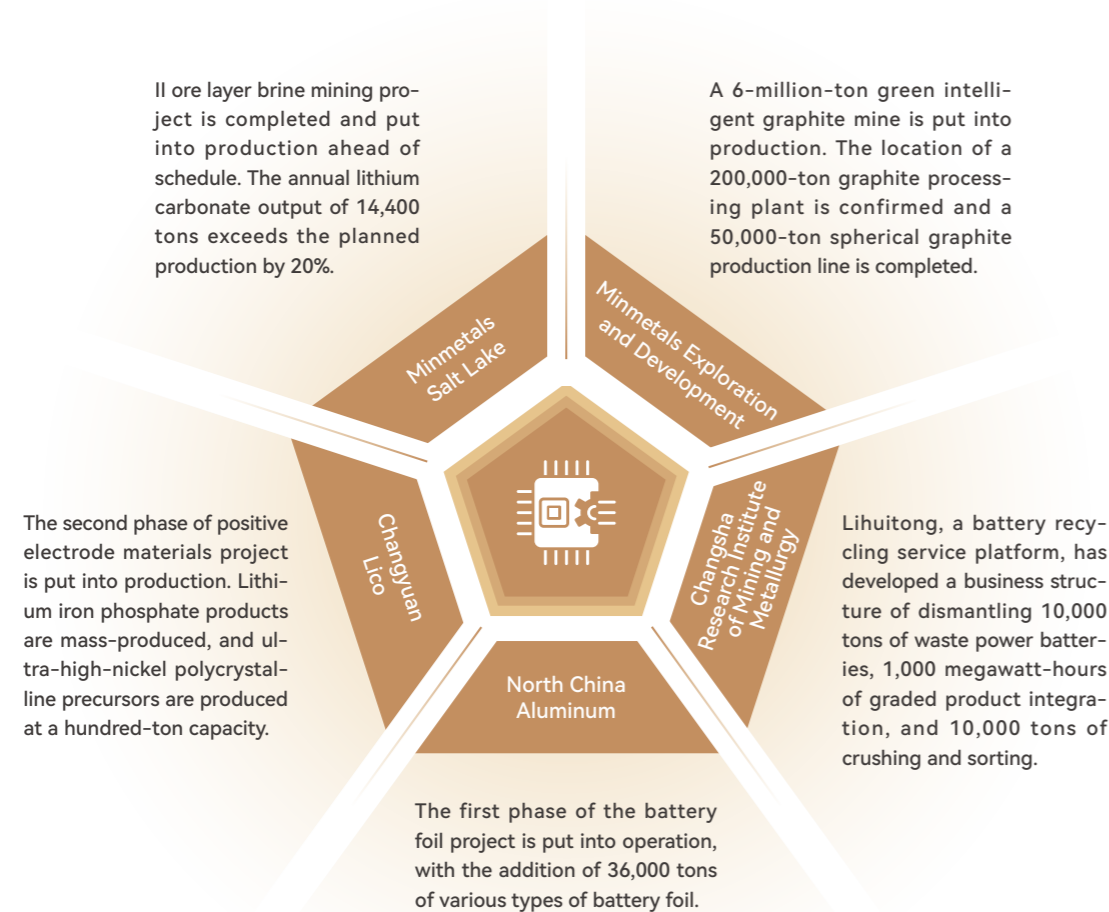 II ore layer brine mining pro-
ject is completed and put
into production ahead of
schedule. The annual lithium
carbonate output of 14,400
tons exceeds the planned
production by 20%.
A 6-million-ton green intelli-
gent graphite mine is put into
production. The location of a
200,000-ton graphite process-
ing plant is confirmed and a
50,000-ton spherical graphite
production line is completed.
Minmetals
Salt Lake
Minmetals Exploration
and Development
Changyuan
Lico
Changsha
Research Institute
of Mining and
Metallurgy
North China
Aluminum
The second phase of positive
electrode materials project
is put into production. Lithi-
um iron phosphate products
are mass-produced, and ul-
tra-high-nickel polycrystal-
line precursors are produced
at a hundred-ton capacity.
Lihuitong, a battery recy-
cling service platform, has
developed a business struc-
ture of dismantling 10,000
tons of waste power batter-
ies, 1,000 megawatt-hours
of graded product integra-
tion, and 10,000 tons of
crushing and sorting.
The first phase of the battery
foil project is put into operation,
with the addition of 36,000 tons
of various types of battery foil.